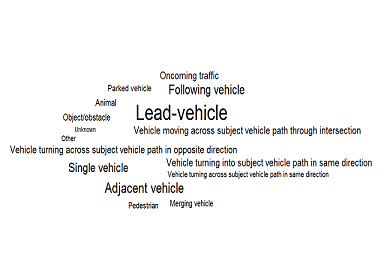 Oncoming traffic
Parked vehicle
Following vehicle
Animal
Lead-vehicle
Object/obstacle
Unknown
Vehicle moving across subject vehicle path through intersection
Other
Vehicle turning across subject vehicle path in opposite direction
Single vehicle
Vehicle turning into subject vehicle path in same direction
Vehicle turning across subject vehicle path in same direction
Adjacent vehicle
Pedestrian
Merging vehicle